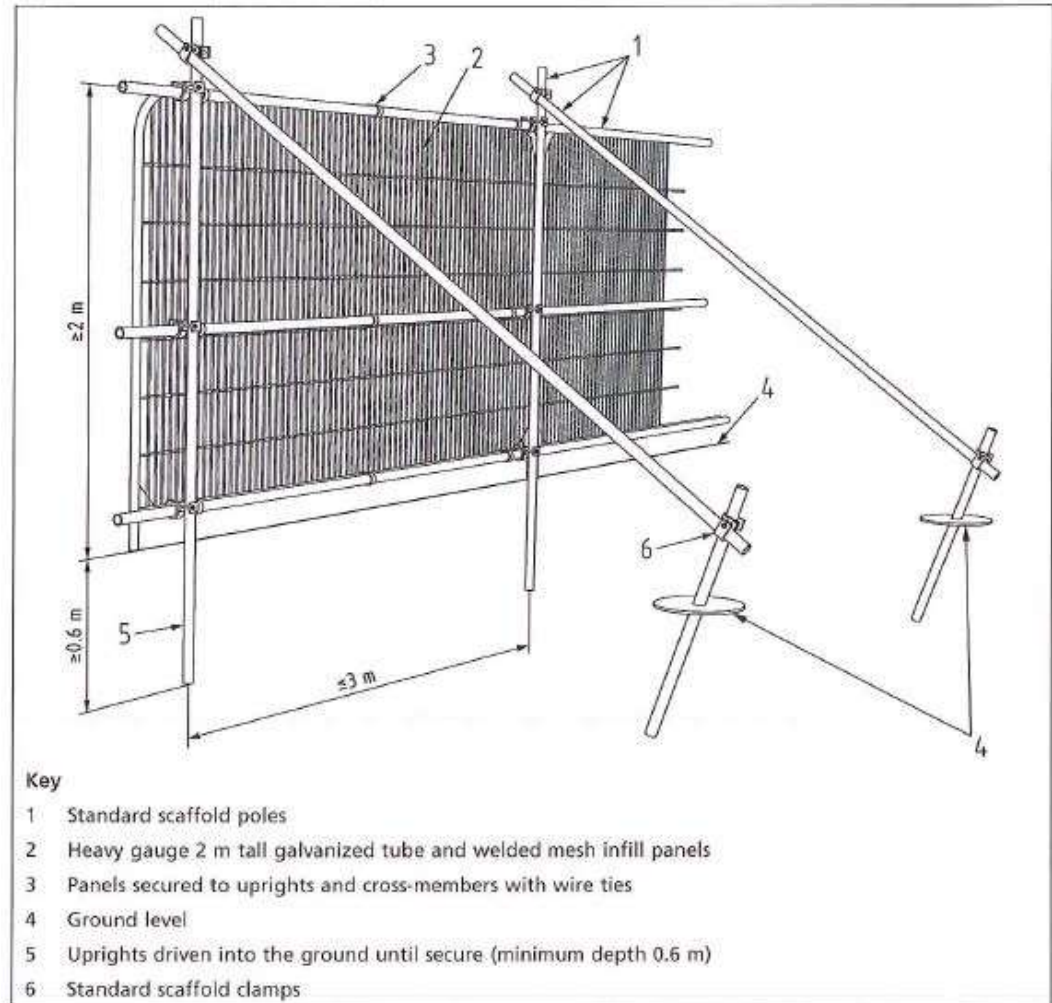 1
3
2
≥2 m
4
6
5
≥0.6 m
≤3 m
4
Key
1 Standard scaffold poles
2 Heavy gauge 2 m tall galvanized tube and welded mesh infill panels
3 Panels secured to uprights and cross-members with wire ties
4 Ground level
5 Uprights driven into the ground until secure (minimum depth 0.6 m)
6 Standard scaffold clamps